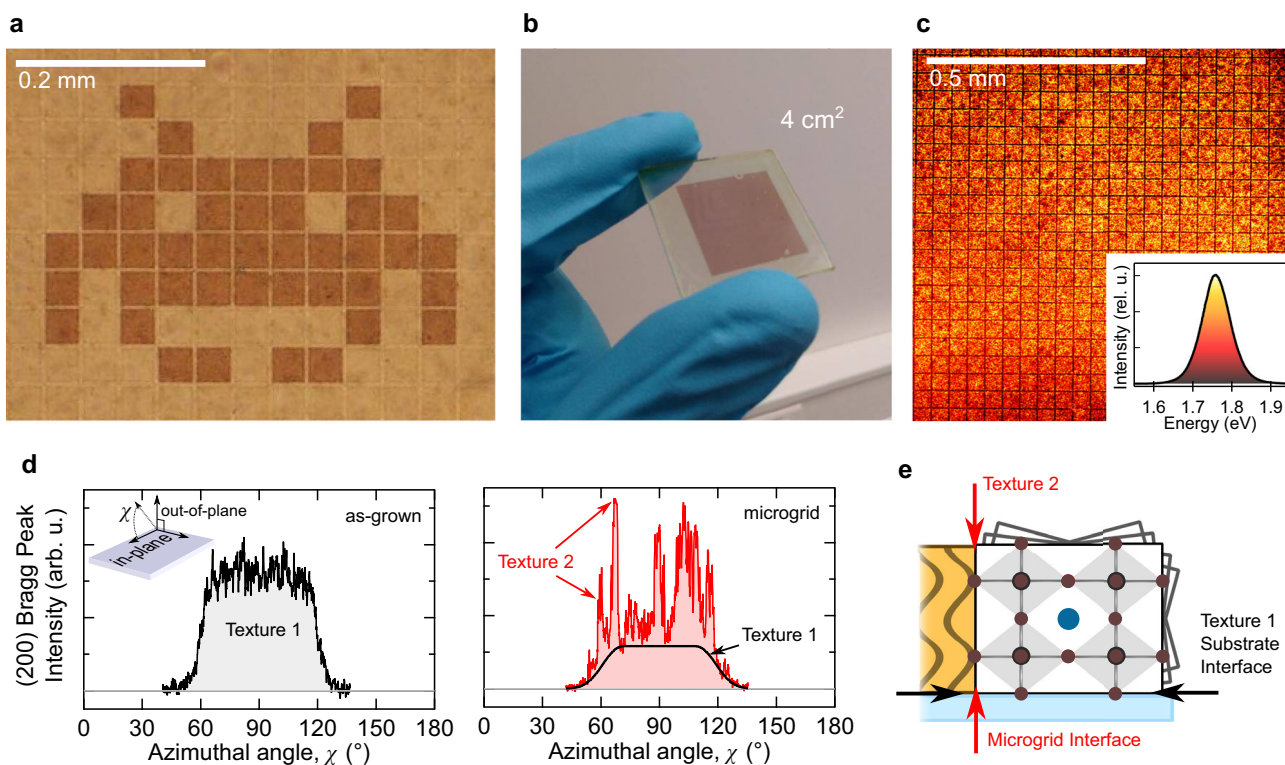 a
0.2 mm
b
4 cm²
c
0.5 mm
Intensity (rel. u.)
1.6 1.7 1.8 1.9
Energy (eV)
d
(200) Bragg Peak
Intensity (arb. u.)
χ
out-of-plane
in-plane
as-grown
Texture 1
0 30 60 90 120 150 180
Azimuthal angle, χ (°)
microgrid
Texture 2
Texture 1
0 30 60 90 120 150 180
Azimuthal angle, χ (°)
e
Texture 2
Texture 1
Substrate
Interface
Microgrid Interface